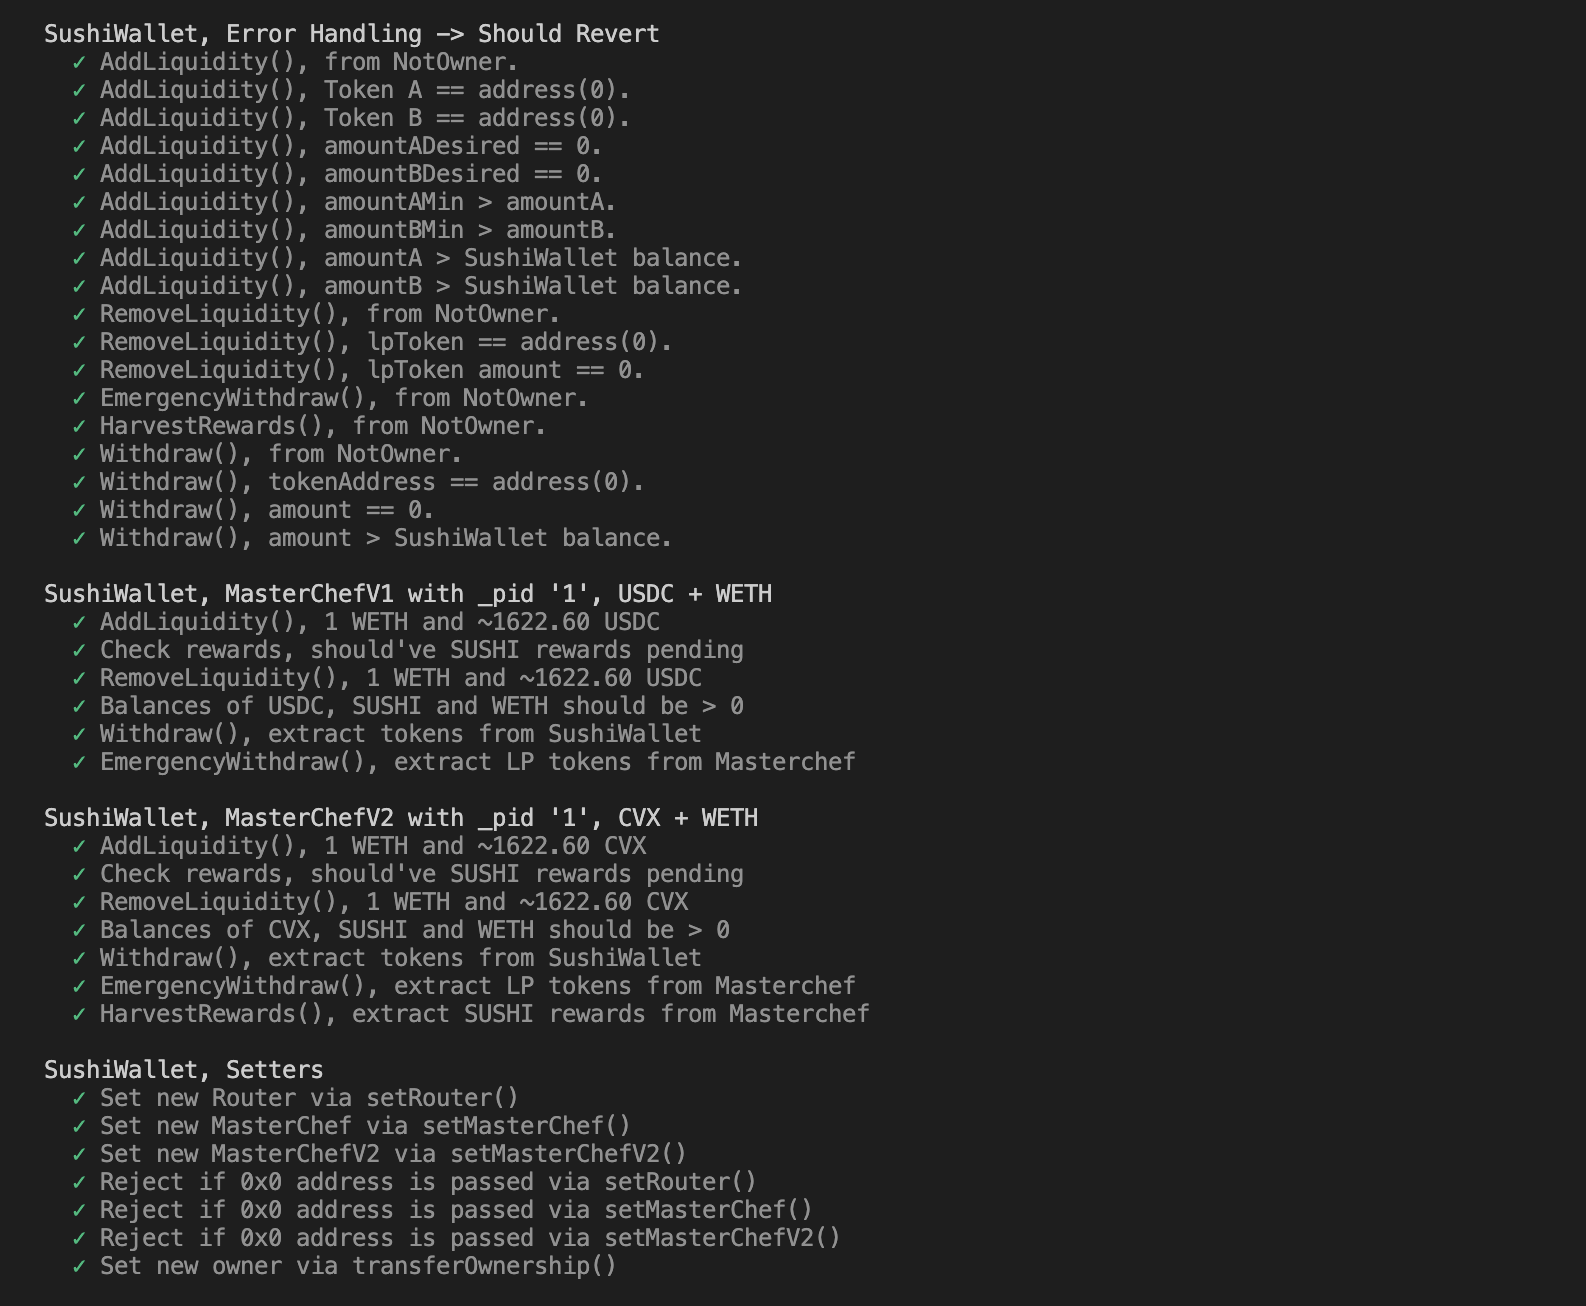 SushiWallet, Error Handling -> Should Revert
✓ AddLiquidity(), from NotOwner.
✓ AddLiquidity(), Token A == address(0).
✓ AddLiquidity(), Token B == address(0).
✓ AddLiquidity(), amountADesired == 0.
✓ AddLiquidity(), amountBDesired == 0.
✓ AddLiquidity(), amountAMin > amountA.
✓ AddLiquidity(), amountBMin > amountB.
✓ AddLiquidity(), amountA > SushiWallet balance.
✓ AddLiquidity(), amountB > SushiWallet balance.
✓ RemoveLiquidity(), from NotOwner.
✓ RemoveLiquidity(), lpToken == address(0).
✓ RemoveLiquidity(), lpToken amount == 0.
✓ EmergencyWithdraw(), from NotOwner.
✓ HarvestRewards(), from NotOwner.
✓ Withdraw(), from NotOwner.
✓ Withdraw(), tokenAddress == address(0).
✓ Withdraw(), amount == 0.
✓ Withdraw(), amount > SushiWallet balance.
SushiWallet, MasterChefV1 with _pid '1', USDC + WETH
✓ AddLiquidity(), 1 WETH and ~1622.60 USDC
✓ Check rewards, should've SUSHI rewards pending
✓ RemoveLiquidity(), 1 WETH and ~1622.60 USDC
✓ Balances of USDC, SUSHI and WETH should be > 0
✓ Withdraw(), extract tokens from SushiWallet
✓ EmergencyWithdraw(), extract LP tokens from Masterchef
SushiWallet, MasterChefV2 with _pid '1', CVX + WETH
✓ AddLiquidity(), 1 WETH and ~1622.60 CVX
✓ Check rewards, should've SUSHI rewards pending
✓ RemoveLiquidity(), 1 WETH and ~1622.60 CVX
✓ Balances of CVX, SUSHI and WETH should be > 0
✓ Withdraw(), extract tokens from SushiWallet
✓ EmergencyWithdraw(), extract LP tokens from Masterchef
✓ HarvestRewards(), extract SUSHI rewards from Masterchef
SushiWallet, Setters
✓ Set new Router via setRouter()
✓ Set new MasterChef via setMasterChef()
✓ Set new MasterChefV2 via setMasterChefV2()
✓ Reject if 0x0 address is passed via setRouter()
✓ Reject if 0x0 address is passed via setMasterChef()
✓ Reject if 0x0 address is passed via setMasterChefV2()
✓ Set new owner via transferOwnership()